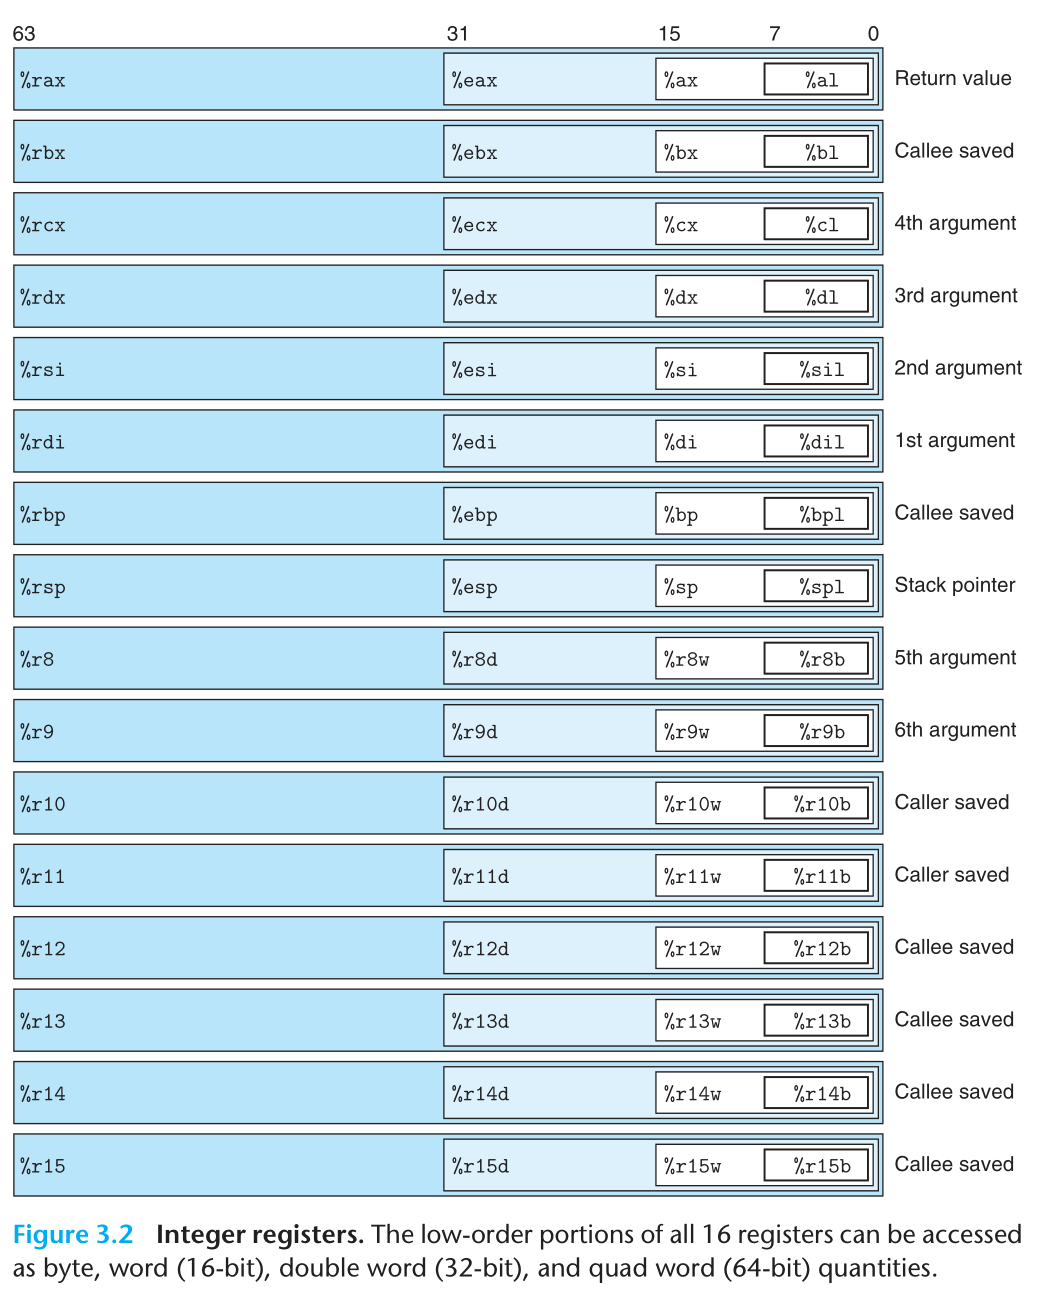 63 31 15 7 0
%rax %eax %ax %al Return value
%rbx %ebx %bx %bl Callee saved
%rcx %ecx %cx %cl 4th argument
%rdx %edx %dx %dl 3rd argument
%rsi %esi %si %sil 2nd argument
%rdi %edi %di %dil 1st argument
%rbp %ebp %bp %bpl Callee saved
%rsp %esp %sp %spl Stack pointer
%r8 %r8d %r8w %r8b 5th argument
%r9 %r9d %r9w %r9b 6th argument
%r10 %r10d %r10w %r10b Caller saved
%r11 %r11d %r11w %r11b Caller saved
%r12 %r12d %r12w %r12b Callee saved
%r13 %r13d %r13w %r13b Callee saved
%r14 %r14d %r14w %r14b Callee saved
%r15 %r15d %r15w %r15b Callee saved
Figure 3.2 Integer registers. The low-order portions of all 16 registers can be accessed
as byte, word (16-bit), double word (32-bit), and quad word (64-bit) quantities.